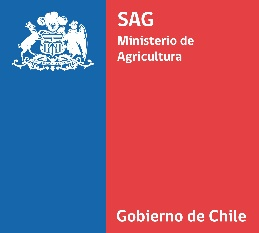 SAG
Ministerio de
Agricultura
Gobierno de Chile